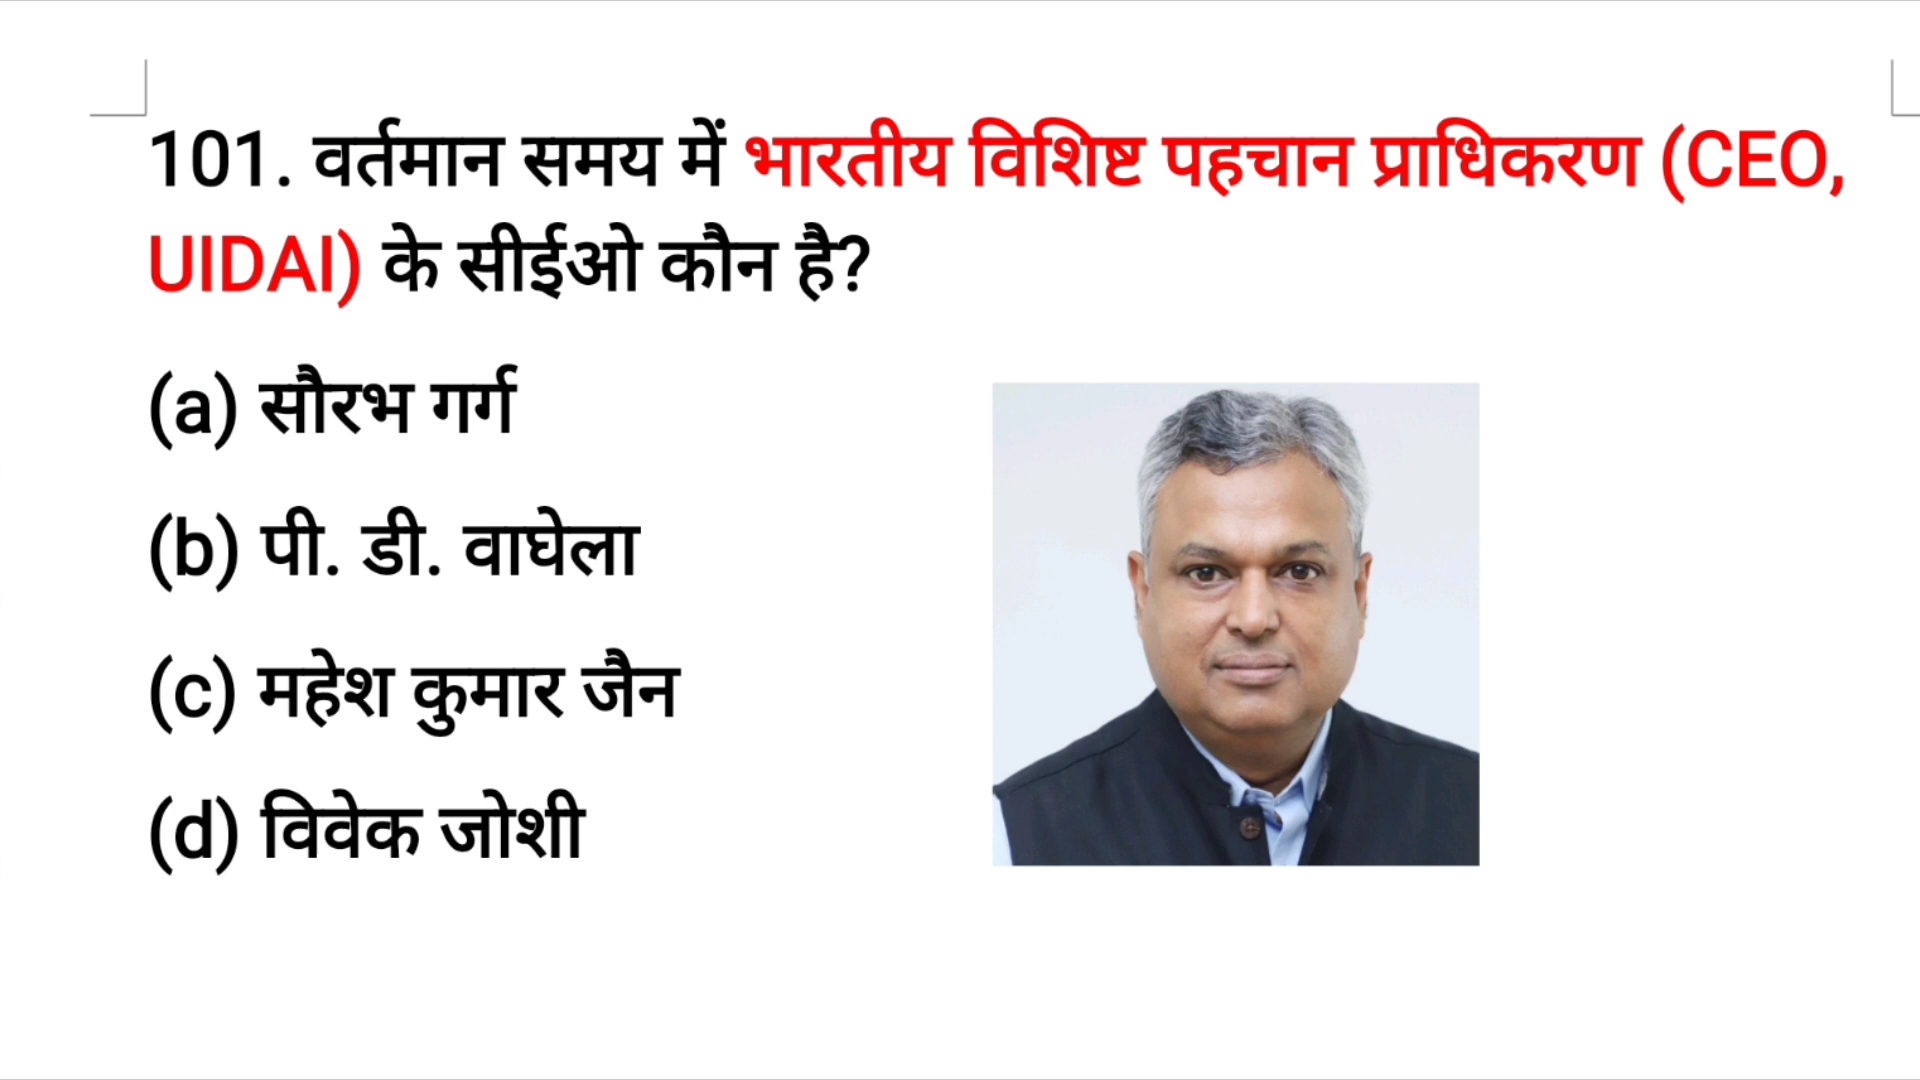 101. वर्तमान समय में भारतीय विशिष्ट पहचान प्राधिकरण (CEO,
UIDAI) के सीईओ कौन है?
(a) सौरभ गर्ग
(b) पी. डी. वाघेला
(c) महेश कुमार जैन
(d) विवेक जोशी